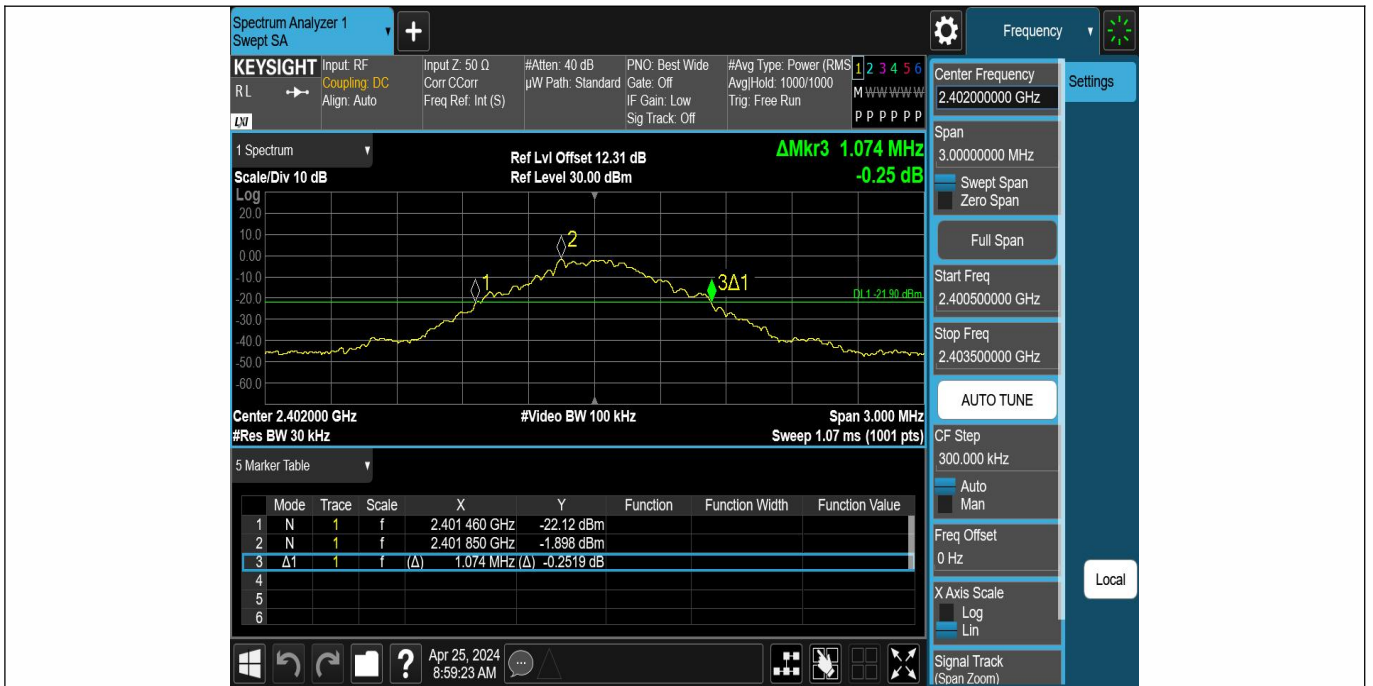 Spectrum Analyzer 1
Swept SA
Frequency
KEYSIGHT
RL
LXI
Input: RF
Coupling: DC
Align: Auto
Input Z: 50 Ω
Corr CCorr
Freq Ref: Int (S)
#Atten: 40 dB
µW Path: Standard
PNO: Best Wide
Gate: Off
IF Gain: Low
Sig Track: Off
#Avg Type: Power (RMS
Avg|Hold: 1000/1000
Trig: Free Run
1 2 3 4 5 6
M W W W W W
P P P P P P
1 Spectrum
Scale/Div 10 dB
Ref Lvl Offset 12.31 dB
Ref Level 30.00 dBm
ΔMkr3 1.074 MHz
-0.25 dB
Log
20.0
10.0
0.00
-10.0
-20.0
-30.0
-40.0
-50.0
-60.0
1
2
3Δ1
DL1 -21.90 dBm
Center 2.402000 GHz
#Video BW 100 kHz
Span 3.000 MHz
#Res BW 30 kHz
Sweep 1.07 ms (1001 pts)
5 Marker Table
Mode Trace Scale X Y Function Function Width Function Value
1 N 1 f 2.401 460 GHz -22.12 dBm
2 N 1 f 2.401 850 GHz -1.898 dBm
3 Δ1 1 f (Δ) 1.074 MHz (Δ) -0.2519 dB
4
5
6
?
Apr 25, 2024
8:59:23 AM
Center Frequency
2.402000000 GHz
Span
3.00000000 MHz
Swept Span
Zero Span
Full Span
Start Freq
2.400500000 GHz
Stop Freq
2.403500000 GHz
AUTO TUNE
CF Step
300.000 kHz
Auto
Man
Freq Offset
0 Hz
X Axis Scale
Log
Lin
Signal Track
(Span Zoom)
Settings
Local